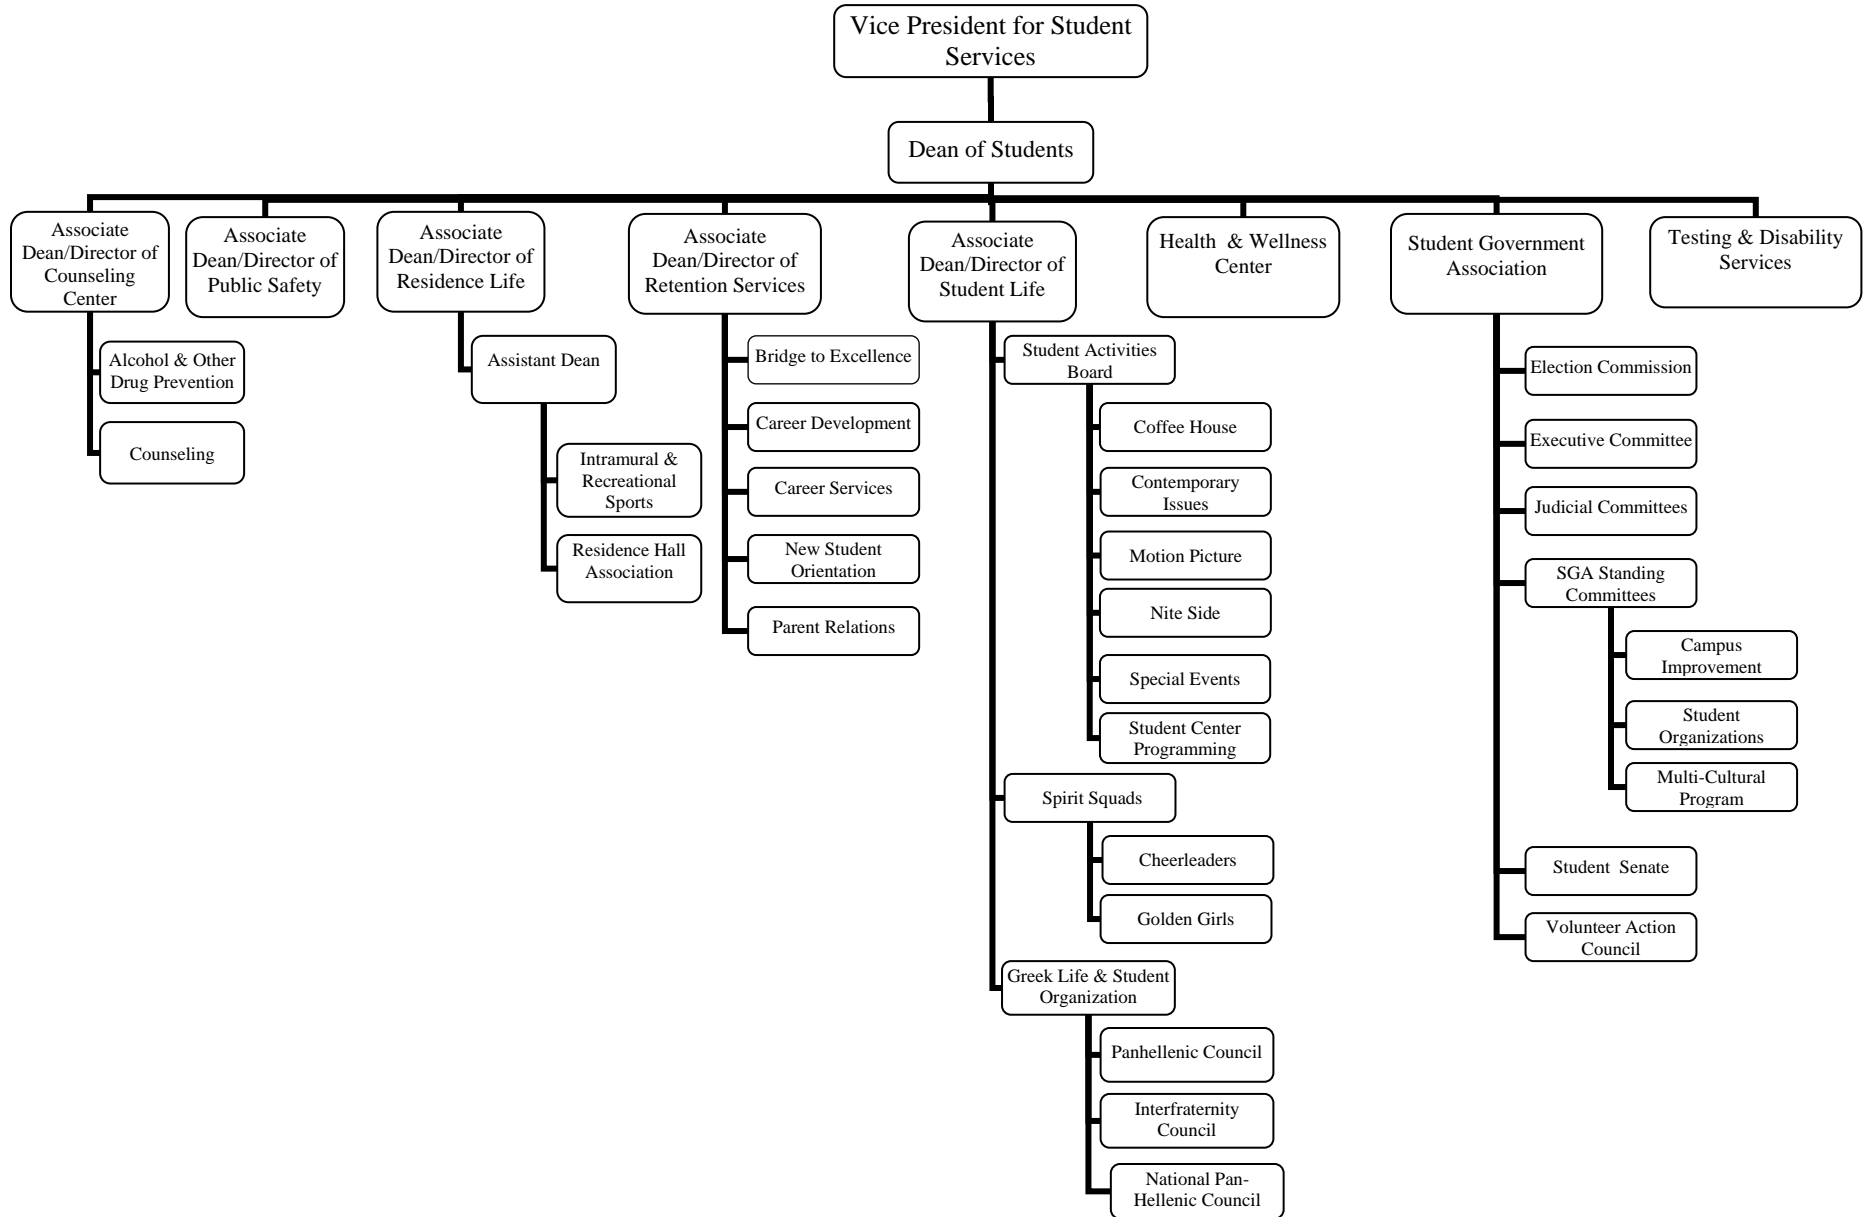 Vice President for Student
Services
Dean of Students
Associate
Dean/Director of
Counseling
Center
Alcohol & Other
Drug Prevention
Counseling
Associate
Dean/Director of
Public Safety
Associate
Dean/Director of
Residence Life
Assistant Dean
Intramural &
Recreational
Sports
Residence Hall
Association
Associate
Dean/Director of
Retention Services
Bridge to Excellence
Career Development
Career Services
New Student
Orientation
Parent Relations
Associate
Dean/Director of
Student Life
Student Activities
Board
Coffee House
Contemporary
Issues
Motion Picture
Nite Side
Special Events
Student Center
Programming
Spirit Squads
Cheerleaders
Golden Girls
Greek Life & Student
Organization
Panhellenic Council
Interfraternity
Council
National Pan-
Hellenic Council
Health & Wellness
Center
Student Government
Association
Election Commission
Executive Committee
Judicial Committees
SGA Standing
Committees
Campus
Improvement
Student
Organizations
Multi-Cultural
Program
Student Senate
Volunteer Action
Council
Testing & Disability
Services